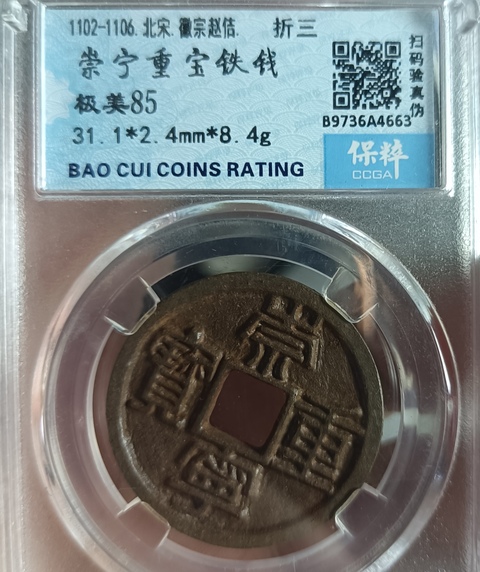 1102-1106.北宋.徽宗赵佶. 折三
崇宁重宝铁钱
极美85
31.1*2.4mm*8.4g
BAO CUI COINS RATING
B9736A4663
扫码验真伪
保粹
CCGA
崇
重
寧
寶